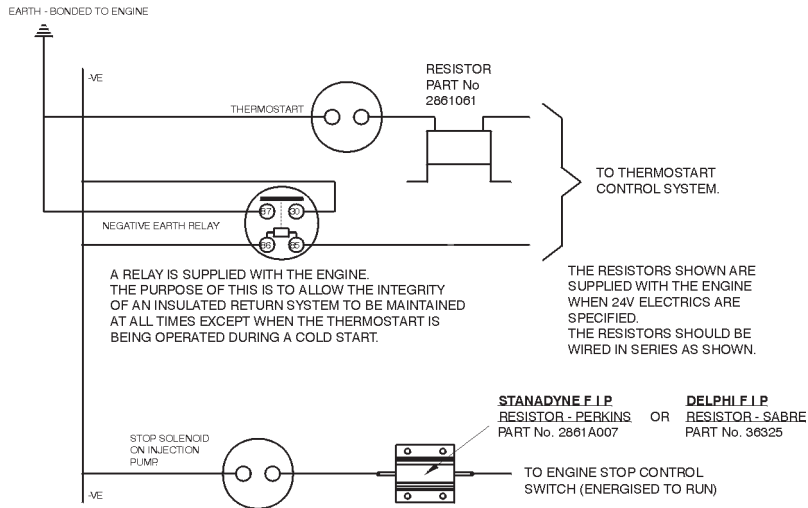 EARTH - BONDED TO ENGINE
-VE
RESISTOR
PART No
2861061
THERMOSTART
TO THERMOSTART
CONTROL SYSTEM.
87
30
NEGATIVE EARTH RELAY
86
85
A RELAY IS SUPPLIED WITH THE ENGINE.
THE PURPOSE OF THIS IS TO ALLOW THE INTEGRITY
OF AN INSULATED RETURN SYSTEM TO BE MAINTAINED
AT ALL TIMES EXCEPT WHEN THE THERMOSTART IS
BEING OPERATED DURING A COLD START.
THE RESISTORS SHOWN ARE
SUPPLIED WITH THE ENGINE
WHEN 24V ELECTRICS ARE
SPECIFIED.
THE RESISTORS SHOULD BE
WIRED IN SERIES AS SHOWN.
STANADYNE F I P
RESISTOR - PERKINS
PART No. 2861A007
OR
DELPHI F I P
RESISTOR - SABRE
PART No. 36325
STOP SOLENOID
ON INJECTION
PUMP.
TO ENGINE STOP CONTROL
SWITCH (ENERGISED TO RUN)
-VE